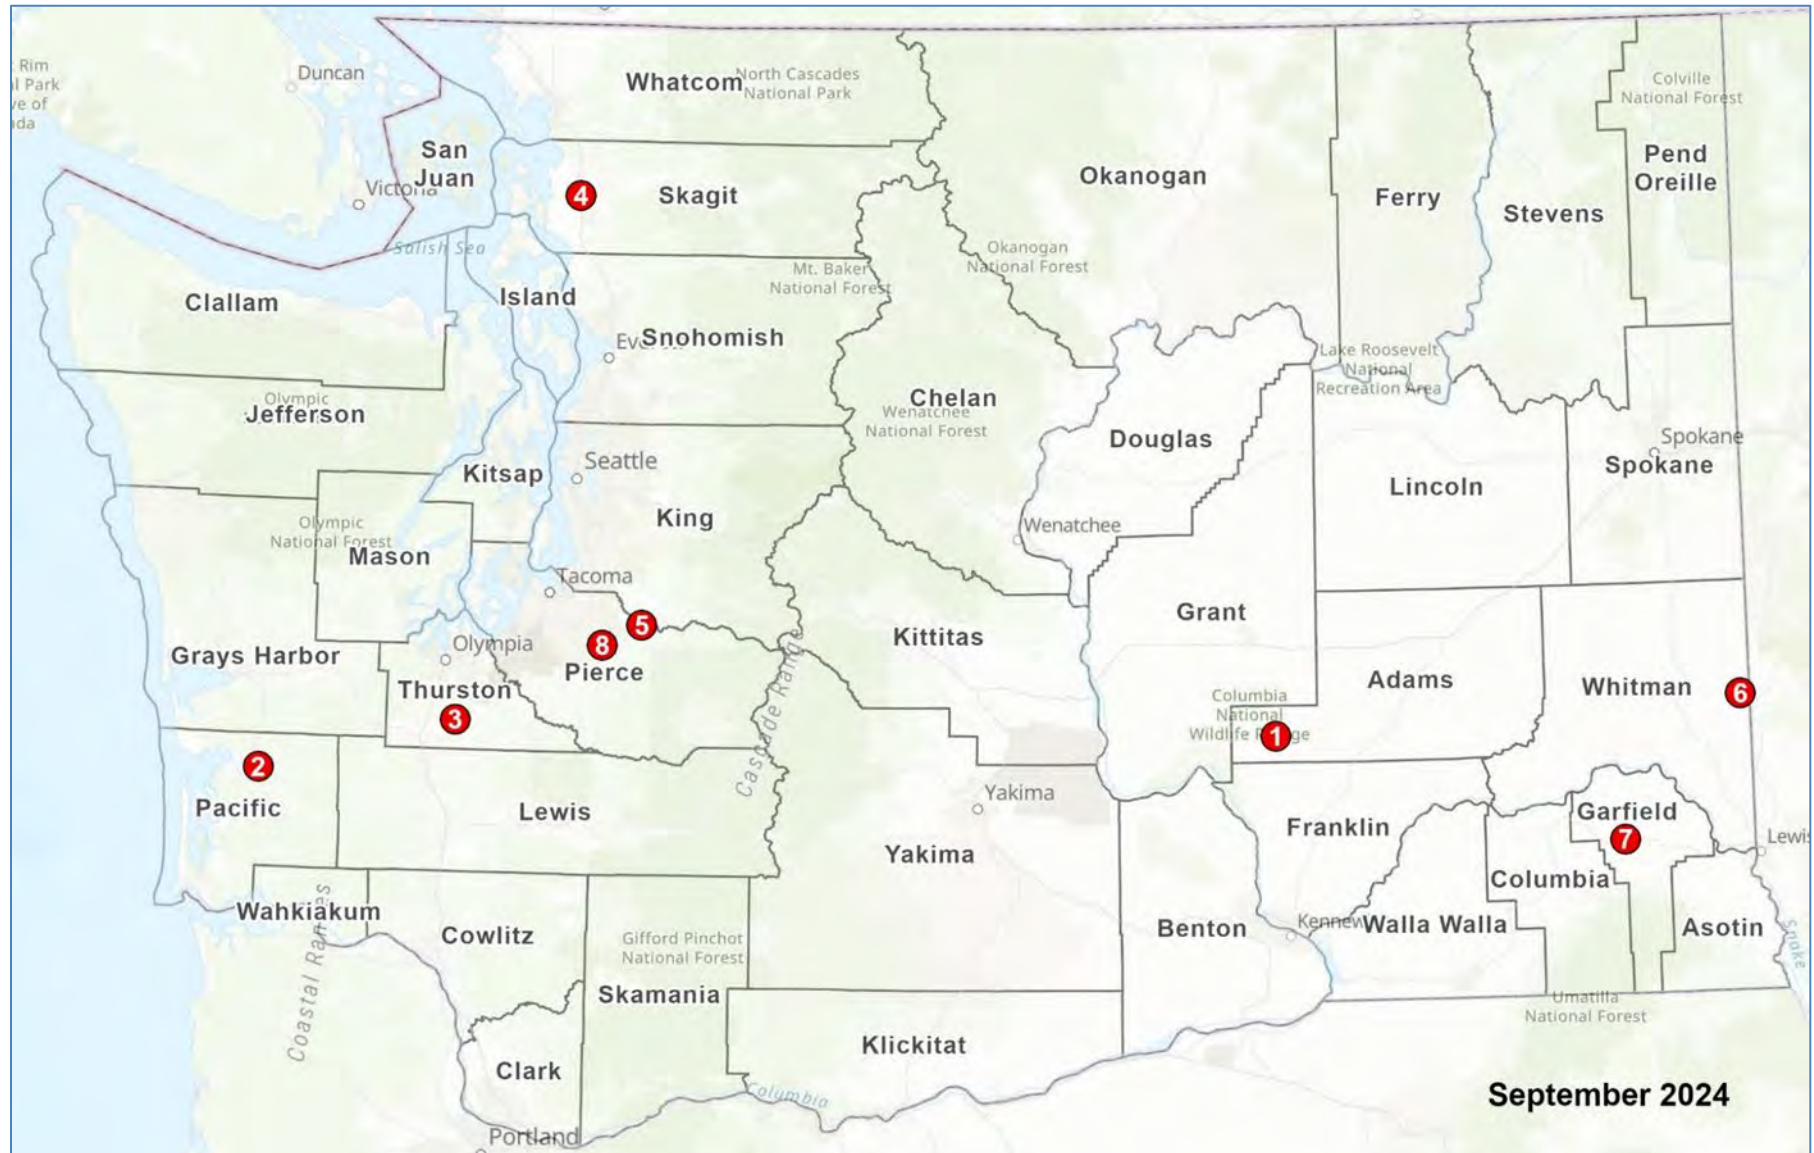 Rim
l Park
ve of
da
Duncan
Whatcom
North Cascades
National Park
Colville
National Forest
San
Juan
Victoria
4
Skagit
Okanogan
Ferry
Stevens
Pend
Oreille
Salish Sea
Okanogan
National Forest
Mt. Baker
National Forest
Clallam
Island
Snohomish
Lake Roosevelt
National
Recreation Area
Olympic
Jefferson
Chelan
Wenatchee
National Forest
Douglas
Spokane
Spokane
Kitsap
Seattle
Lincoln
King
Wenatchee
Olympic
National Forest
Mason
Tacoma
Grant
5
8
Pierce
Kittitas
Grays Harbor
Olympia
Thurston
3
Cascade Range
Adams
Whitman
6
Columbia
National
Wildlife
ge
1
2
Pacific
Lewis
Yakima
Yakima
Franklin
Garfield
7
Lewis
Columbia
Wahkiakum
Cowlitz
Gifford Pinchot
National Forest
Benton
Kennew
Walla Walla
Asotin
Snake
Coastal Ranges
Skamania
Umatilla
National Forest
Klickitat
Clark
Columbia
September 2024
Portland